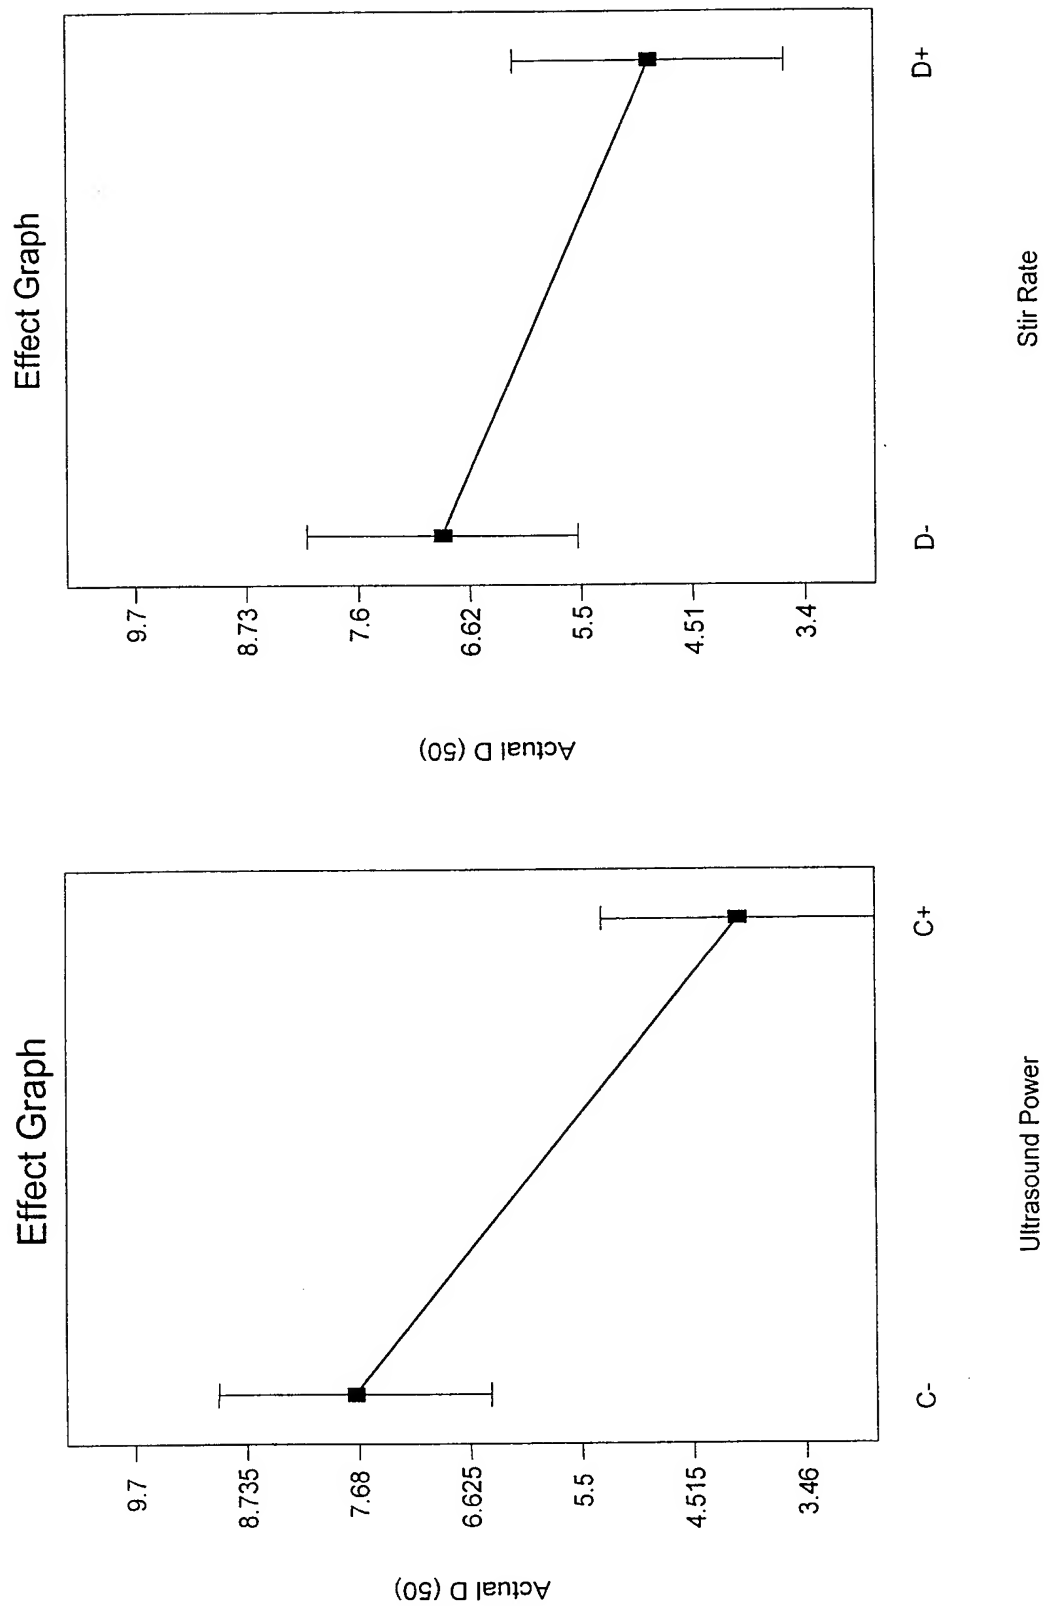 Effect Graph
9.7
8.735
7.68
6.625
5.5
4.515
3.46
Actual D (50)
C-
C+
Ultrasound Power
Effect Graph
9.7
8.73
7.6
6.62
5.5
4.51
3.4
Actual D (50)
D-
D+
Stir Rate